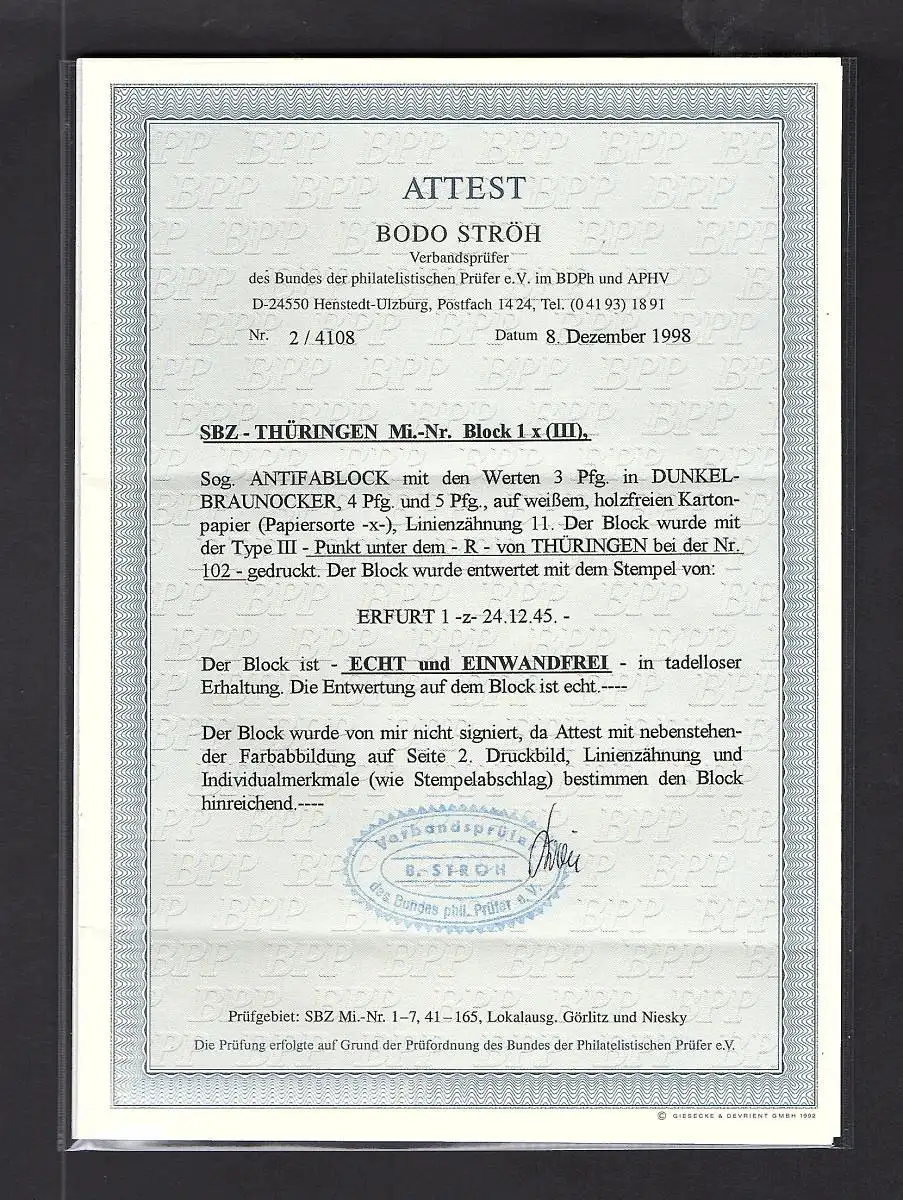 ATTEST
BODO STRÖH
Verbandsprüfer
des Bundes der philatelistischen Prüfer e.V. im BDPh und APHV
D-24550 Henstedt-Ulzburg, Postfach 14 24, Tel. (0 41 93) 18 91
Nr. 2 / 4108 Datum 8. Dezember 1998
SBZ - THÜRINGEN Mi.-Nr. Block 1 x (III),
Sog. ANTIFABLOCK mit den Werten 3 Pfg. in DUNKEL-
BRAUNOCKER, 4 Pfg. und 5 Pfg., auf weißem, holzfreien Karton-
papier (Papiersorte -x-), Linienzähnung 11. Der Block wurde mit
der Type III - Punkt unter dem - R - von THÜRINGEN bei der Nr.
102 - gedruckt. Der Block wurde entwertet mit dem Stempel von:
ERFURT 1 -z- 24.12.45. -
Der Block ist - ECHT und EINWANDFREI - in tadelloser
Erhaltung. Die Entwertung auf dem Block ist echt.----
Der Block wurde von mir nicht signiert, da Attest mit nebenstehen-
der Farbabbildung auf Seite 2. Druckbild, Linienzähnung und
Individualmerkmale (wie Stempelabschlag) bestimmen den Block
hinreichend.----
Verbandsprüfer
B. STRÖH
des Bundes phil. Prüfer e.V.
Prüfgebiet: SBZ Mi.-Nr. 1–7, 41–165, Lokalausg. Görlitz und Niesky
Die Prüfung erfolgte auf Grund der Prüfordnung des Bundes der Philatelistischen Prüfer e.V.
© GIESECKE & DEVRIENT GMBH 1992